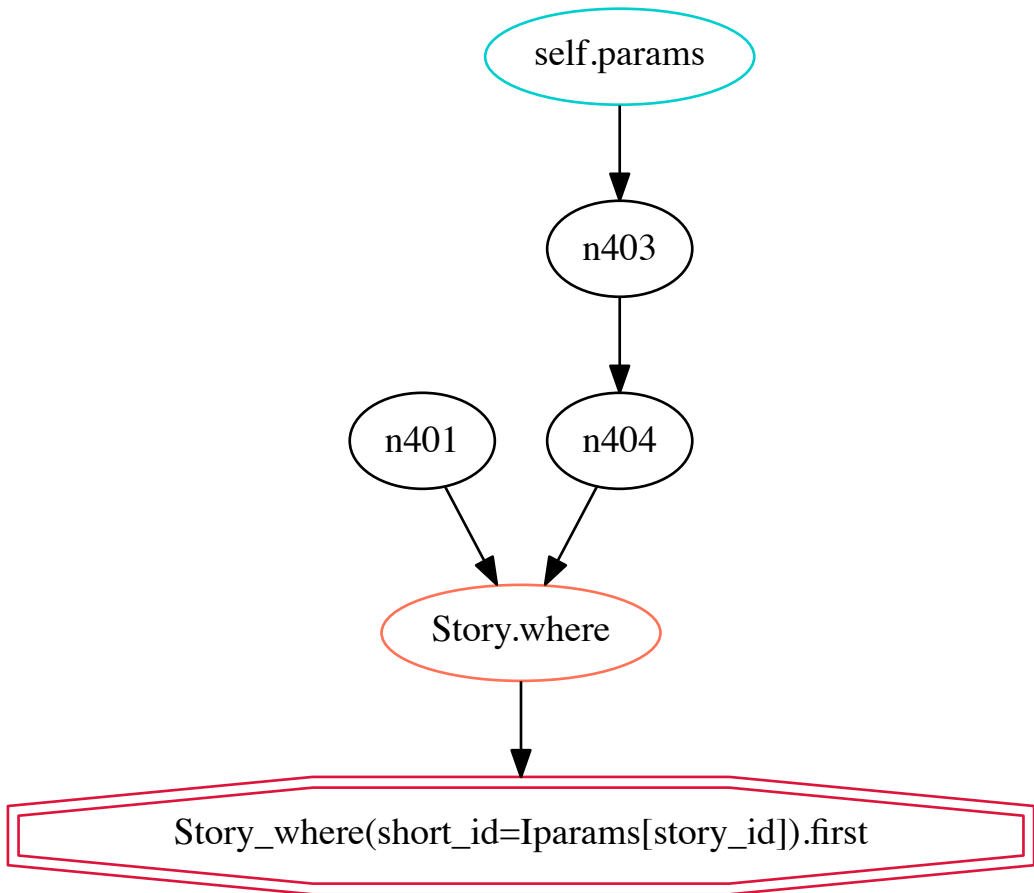 self.params
n403
n401
n404
Story.where
Story_where(short_id=Iparams[story_id]).first